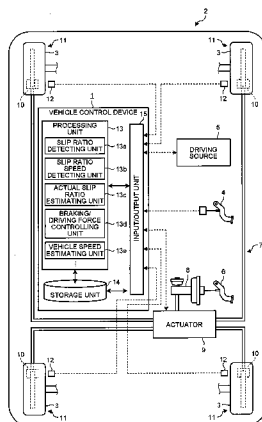 2
11
3
10
12
11
3
10
12
1
VEHICLE CONTROL DEVICE
15
PROCESSING UNIT
13
SLIP RATIO DETECTING UNIT
13a
SLIP RATIO SPEED DETECTING UNIT
13b
ACTUAL SLIP RATIO ESTIMATING UNIT
13c
BRAKING/DRIVING FORCE CONTROLLING UNIT
13d
VEHICLE SPEED ESTIMATING UNIT
13e
INPUT/OUTPUT UNIT
STORAGE UNIT
14
5
DRIVING SOURCE
4
7
8
6
ACTUATOR
9
10
12
3
11
10
12
3
11